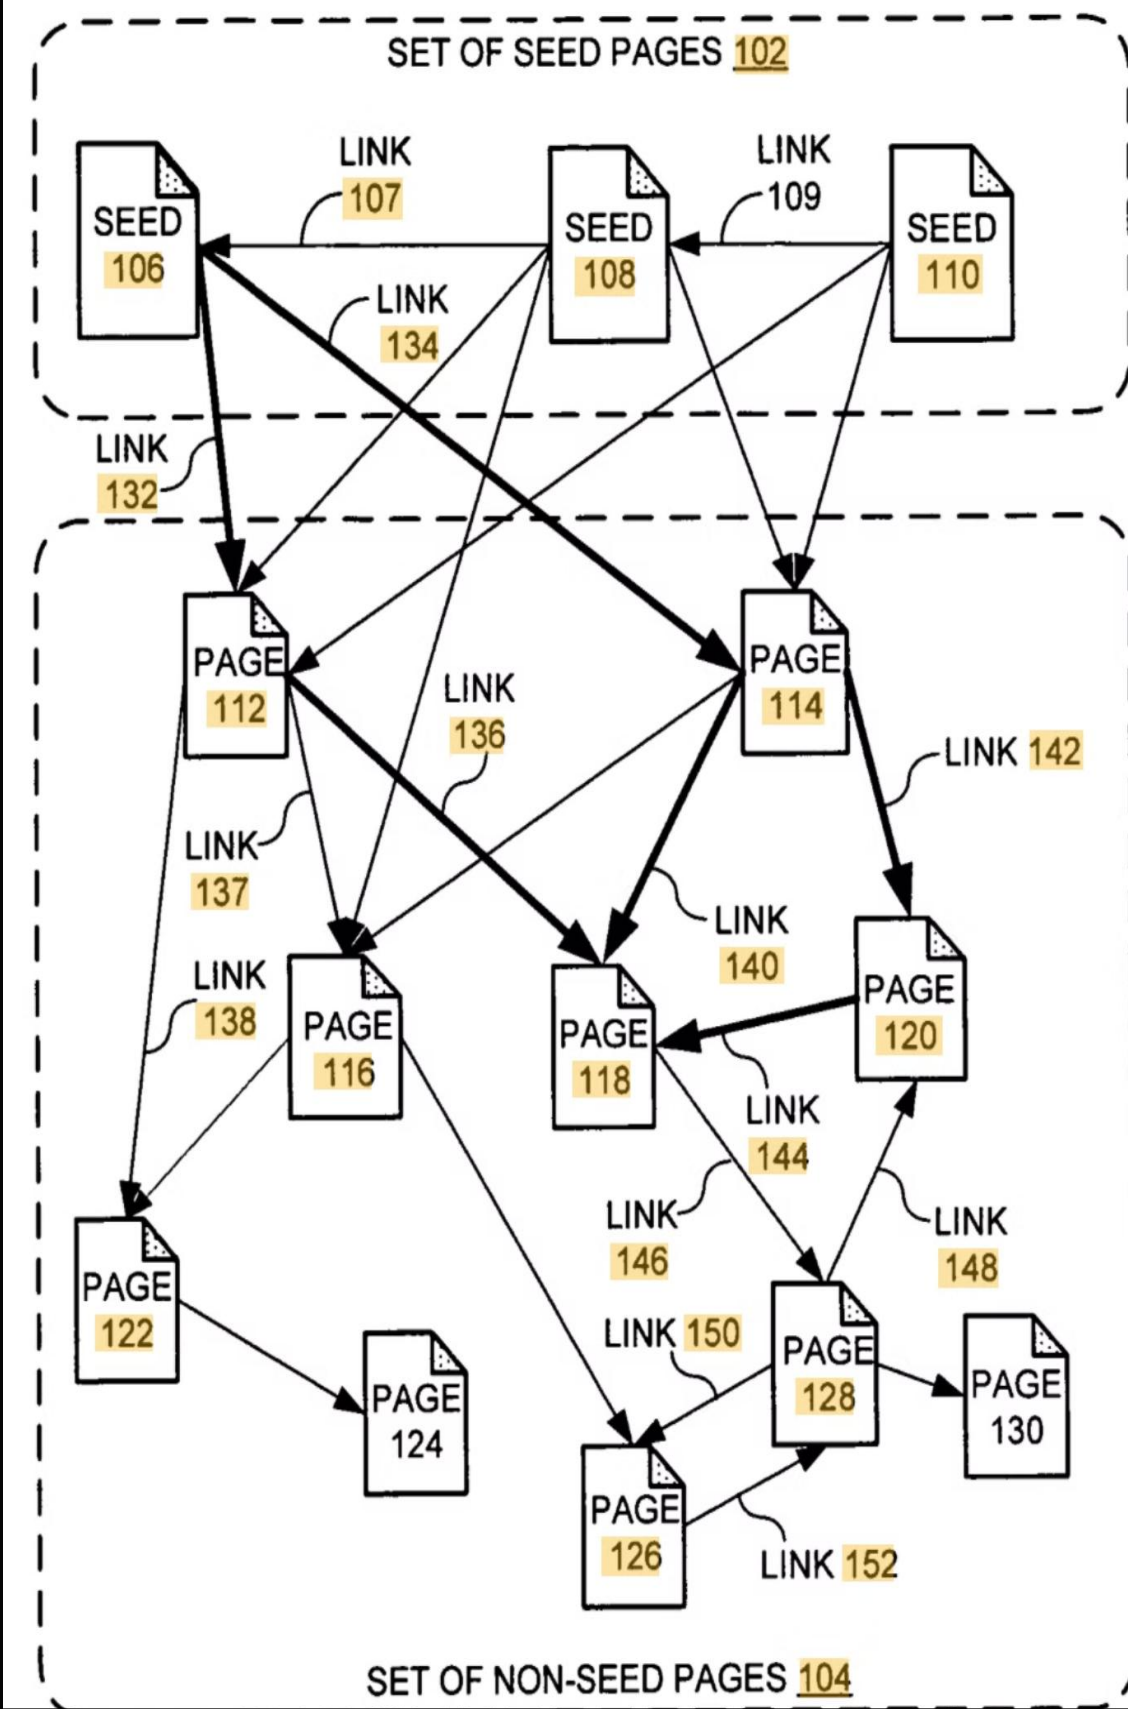 SET OF SEED PAGES 102
LINK
107
LINK
109
SEED
106
SEED
108
SEED
110
LINK
134
LINK
132
PAGE
112
PAGE
114
LINK
136
LINK 142
LINK
137
LINK
140
LINK
138
PAGE
116
PAGE
118
PAGE
120
LINK
144
LINK
146
LINK
148
PAGE
122
PAGE
124
LINK 150
PAGE
128
PAGE
130
PAGE
126
LINK 152
SET OF NON-SEED PAGES 104